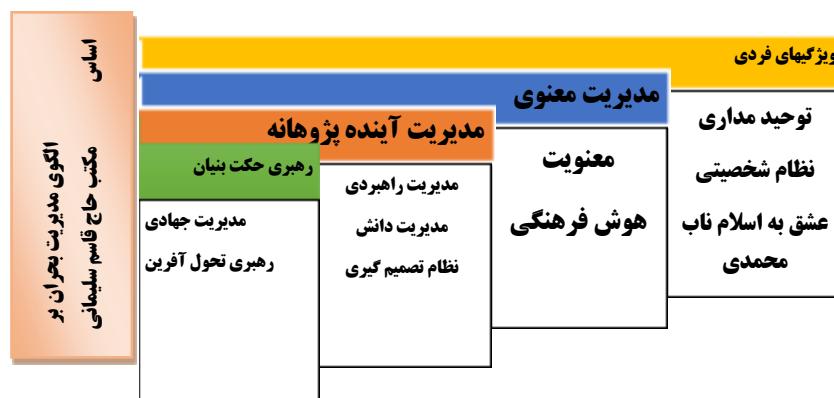 ویژگیهای فردی
توحید مداری
نظام شخصیتی
عشق به اسلام ناب
محمدی
مدیریت معنوی
معنویت
هوش فرهنگی
مدیریت آینده پژوهانه
مدیریت راهبردی
مدیریت دانش
نظام تصمیم گیری
رهبری حکت بنیان
مدیریت جهادی
رهبری تحول آفرین
الگوی مدیریت بحران بر اساس
مکتب حاج قاسم سلیمانی